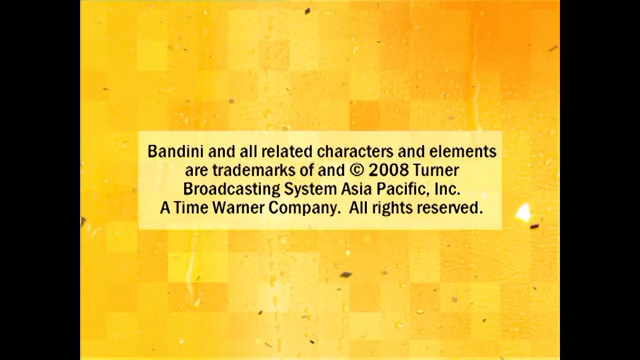 Bandini and all related characters and elements
are trademarks of and © 2008 Turner
Broadcasting System Asia Pacific, Inc.
A Time Warner Company.  All rights reserved.